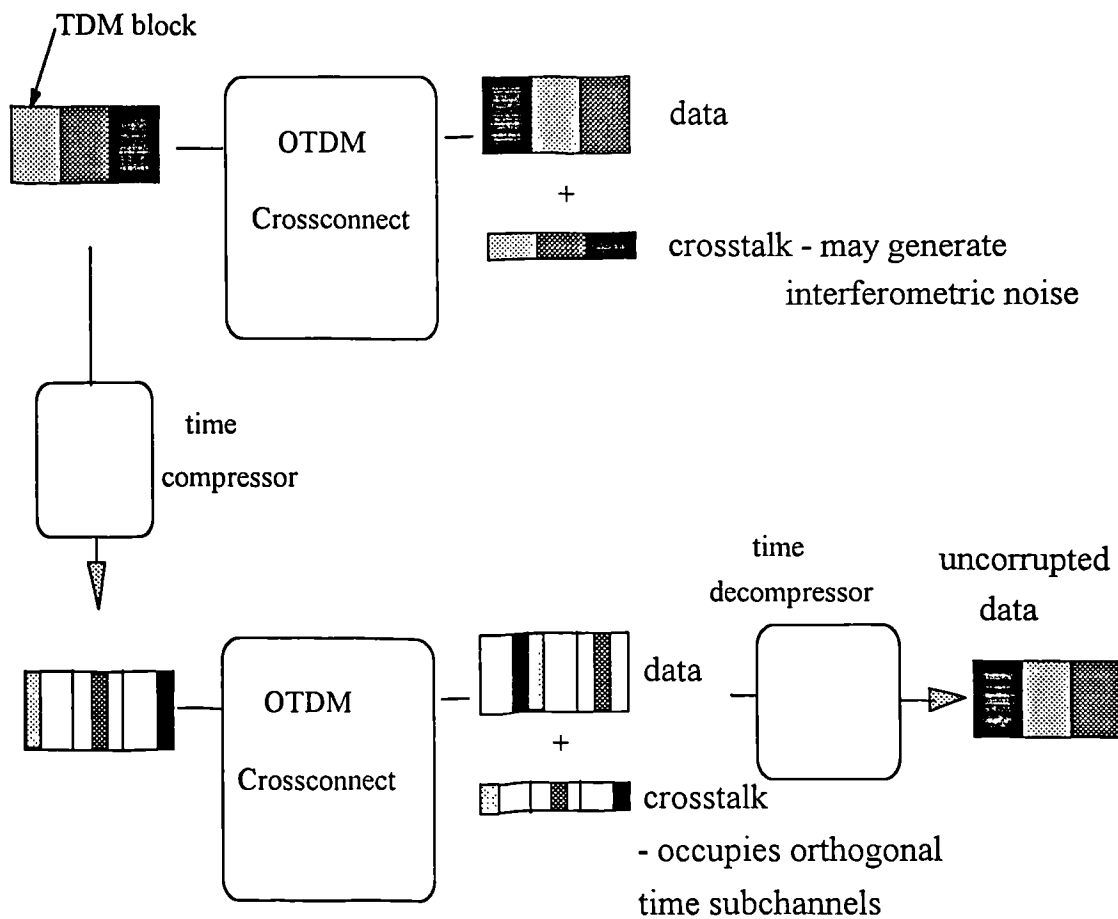 TDM block
OTDM
Crossconnect
data
+
crosstalk - may generate
interferometric noise
time
compressor
time
decompressor
uncorrupted
data
OTDM
Crossconnect
data
+
crosstalk
- occupies orthogonal
time subchannels